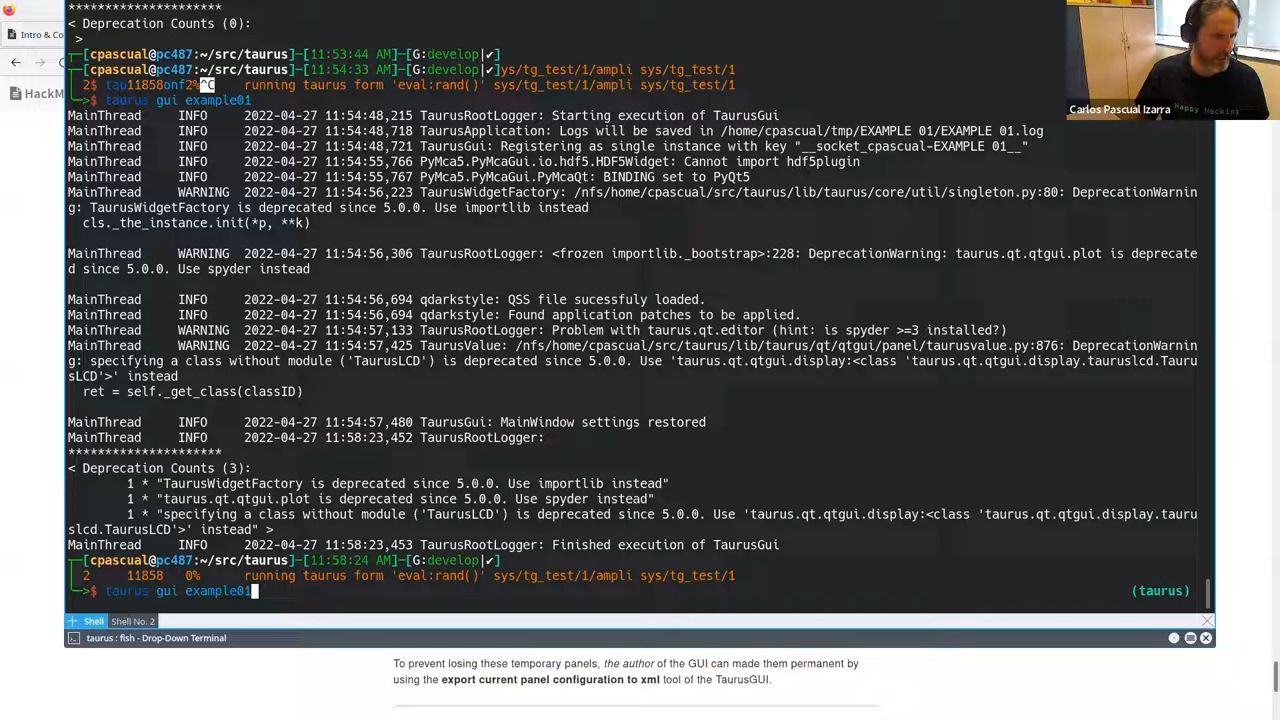 *********************
< Deprecation Counts (0):
>
[cpascual@pc487:~/src/taurus]-[11:53:44 AM]-[G:develop|✔]
[cpascual@pc487:~/src/taurus]-[11:54:33 AM]-[G:develop|✔]ys/tg_test/1/ampli sys/tg_test/1
2$ tau11858onf2%^C running taurus form 'eval:rand()' sys/tg_test/1/ampli sys/tg_test/1
╰─>$ taurus gui example01
MainThread INFO 2022-04-27 11:54:48,213 TaurusRootLogger: Starting execution of TaurusGui
MainThread INFO 2022-04-27 11:54:48,718 TaurusApplication: Logs will be saved in /home/cpascual/tmp/EXAMPLE 01/EXAMPLE 01.log
MainThread INFO 2022-04-27 11:54:48,721 TaurusGui: Registering as single instance with key "__socket_cpascual-EXAMPLE 01__"
MainThread INFO 2022-04-27 11:54:55,766 PyMca5.PyMcaGui.io.hdf5.HDF5Widget: Cannot import hdf5plugin
MainThread INFO 2022-04-27 11:54:55,767 PyMca5.PyMcaGui.PyMcaQt: BINDING set to PyQt5
MainThread WARNING 2022-04-27 11:54:56,223 TaurusWidgetFactory: /nfs/home/cpascual/src/taurus/lib/taurus/core/util/singleton.py:80: DeprecationWarnin
g: TaurusWidgetFactory is deprecated since 5.0.0. Use importlib instead
cls._the_instance.init(*p, **k)
MainThread WARNING 2022-04-27 11:54:56,306 TaurusRootLogger: <frozen importlib._bootstrap>:228: DeprecationWarning: taurus.qt.qtgui.plot is deprecate
d since 5.0.0. Use spyder instead
MainThread INFO 2022-04-27 11:54:56,694 qdarkstyle: QSS file sucessfuly loaded.
MainThread INFO 2022-04-27 11:54:56,694 qdarkstyle: Found application patches to be applied.
MainThread WARNING 2022-04-27 11:54:57,133 TaurusRootLogger: Problem with taurus.qt.editor (hint: is spyder >=3 installed?)
MainThread WARNING 2022-04-27 11:54:57,425 TaurusValue: /nfs/home/cpascual/src/taurus/lib/taurus/qt/qtgui/panel/taurusvalue.py:876: DeprecationWarnin
g: specifying a class without module ('TaurusLCD') is deprecated since 5.0.0. Use 'taurus.qt.qtgui.display:<class 'taurus.qt.qtgui.display.tauruslcd.Tauru
sLCD'>' instead
ret = self._get_class(classID)
MainThread INFO 2022-04-27 11:54:57,480 TaurusGui: MainWindow settings restored
MainThread INFO 2022-04-27 11:58:23,452 TaurusRootLogger:
*********************
< Deprecation Counts (3):
1 * "TaurusWidgetFactory is deprecated since 5.0.0. Use importlib instead"
1 * "taurus.qt.qtgui.plot is deprecated since 5.0.0. Use spyder instead"
1 * "specifying a class without module ('TaurusLCD') is deprecated since 5.0.0. Use 'taurus.qt.qtgui.display:<class 'taurus.qt.qtgui.display.tauru
slcd.TaurusLCD'>' instead" >
MainThread INFO 2022-04-27 11:58:23,453 TaurusRootLogger: Finished execution of TaurusGui
[cpascual@pc487:~/src/taurus]-[11:58:24 AM]-[G:develop|✔]
2 11858 0% running taurus form 'eval:rand()' sys/tg_test/1/ampli sys/tg_test/1
╰─>$ taurus gui example01 (taurus)
Shell Shell No. 2
taurus : fish - Drop-Down Terminal
Intro & Co
HackM
Carlos Pascual Izarra
Happy Hacking
To prevent losing these temporary panels, the author of the GUI can made them permanent by
using the export current panel configuration to xml tool of the TaurusGUI.